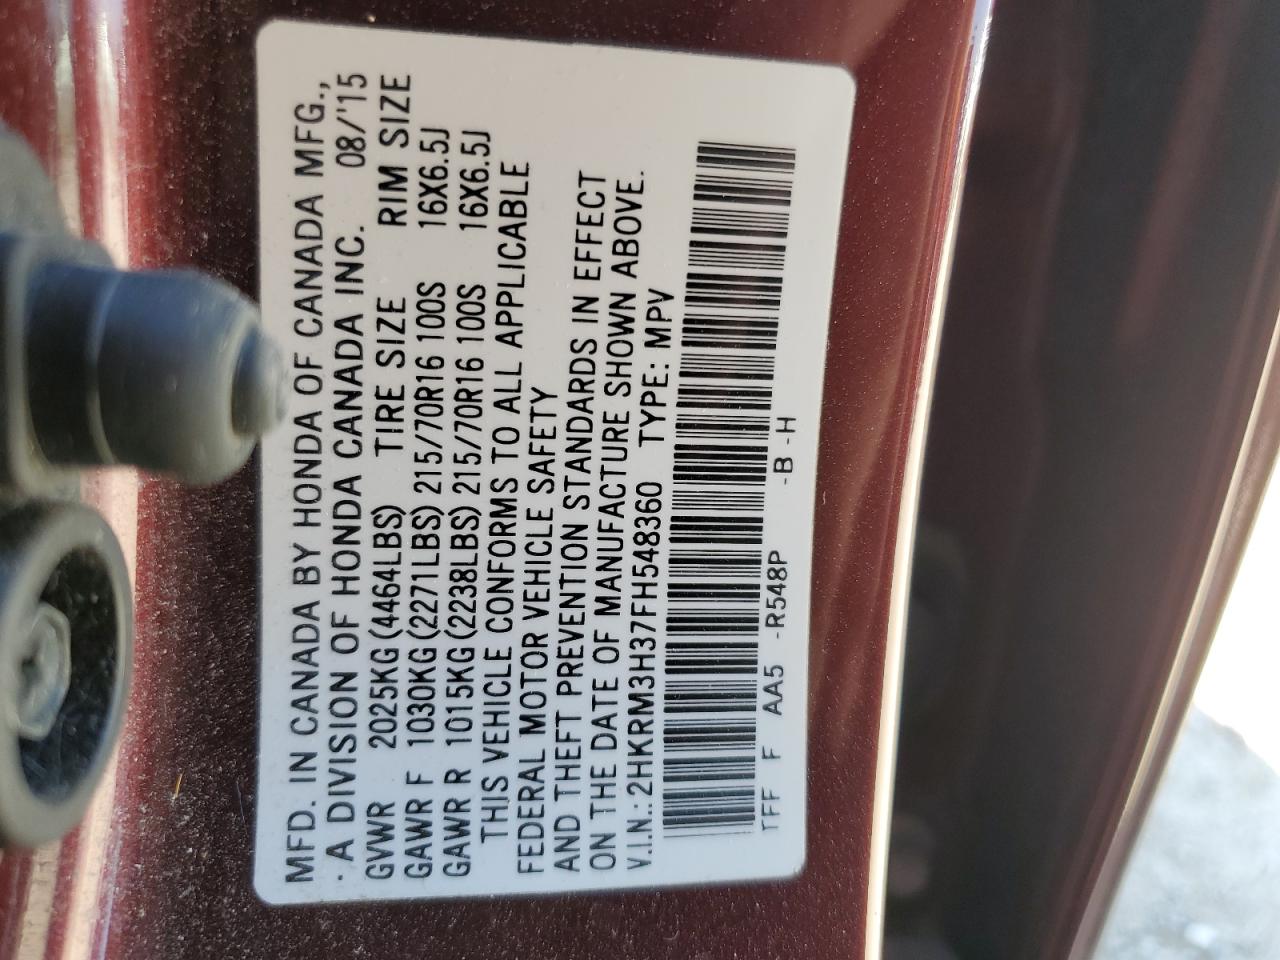 MFD. IN CANADA BY HONDA OF CANADA MFG.,
. A DIVISION OF HONDA CANADA INC. 08/'15
GVWR 2025KG(4464LBS) TIRE SIZE RIM SIZE
GAWR F 1030KG(2271LBS) 215/70R16 100S 16X6.5J
GAWR R 1015KG(2238LBS) 215/70R16 100S 16X6.5J
THIS VEHICLE CONFORMS TO ALL APPLICABLE
FEDERAL MOTOR VEHICLE SAFETY
AND THEFT PREVENTION STANDARDS IN EFFECT
ON THE DATE OF MANUFACTURE SHOWN ABOVE.
V.I.N.:2HKRM3H37FH548360 TYPE: MPV
TFF F AA5 -R548P -B-H